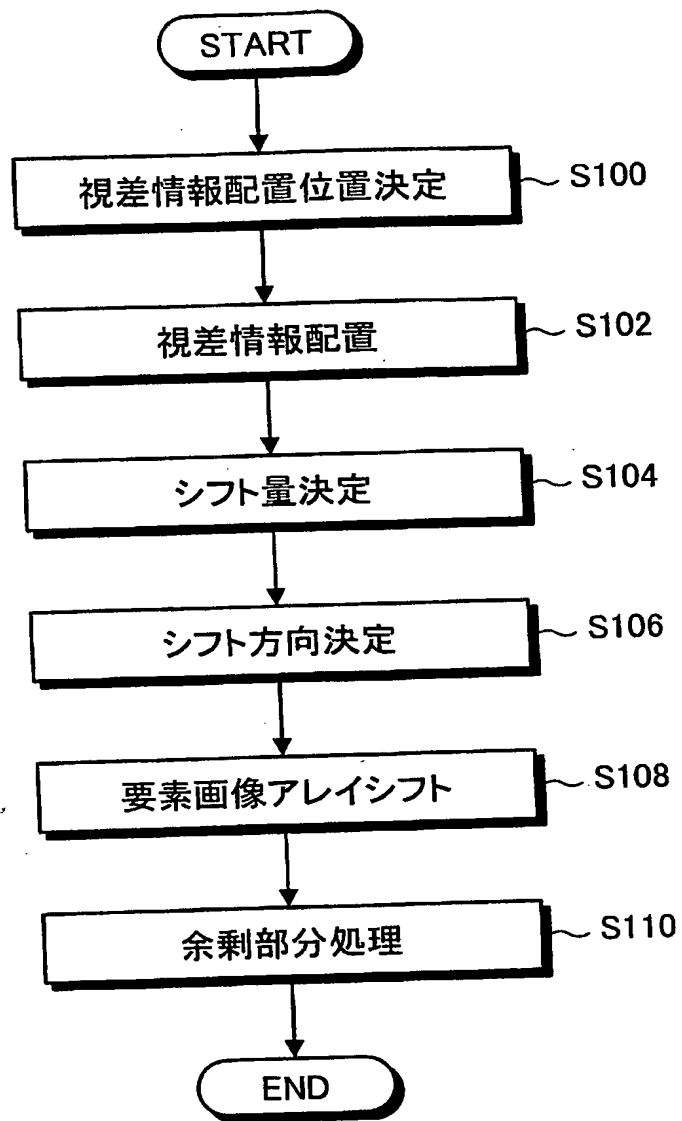 START
視差情報配置位置決定
S100
視差情報配置
S102
シフト量決定
S104
シフト方向決定
S106
要素画像アレイシフト
S108
余剰部分処理
S110
END